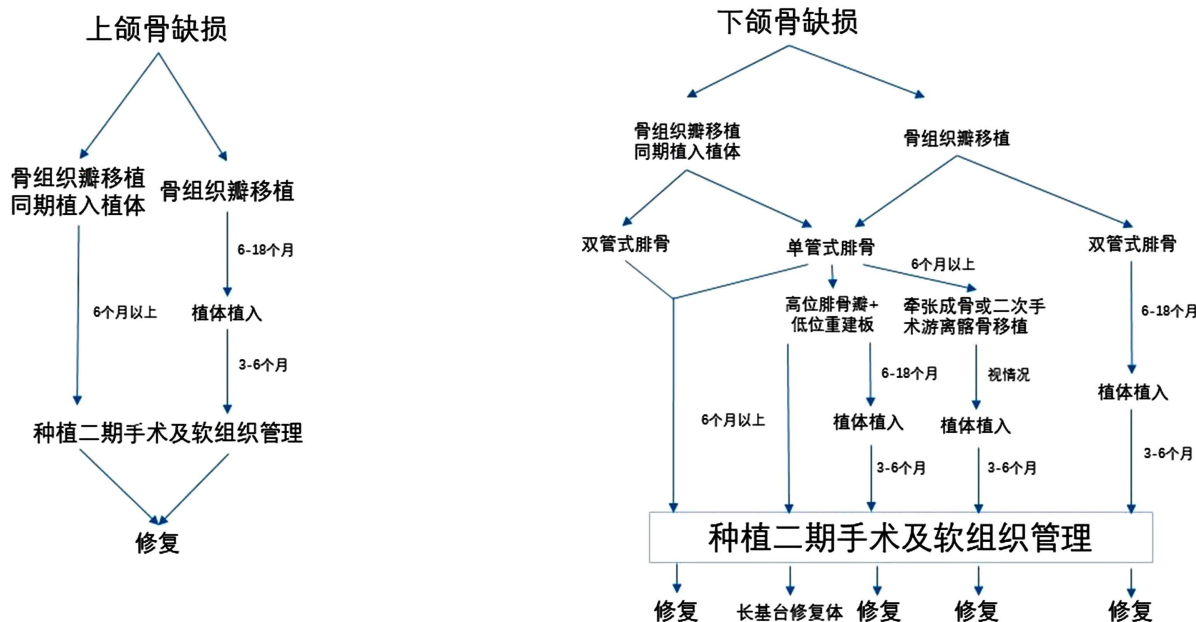 上颌骨缺损
骨组织瓣移植
同期植入植体
骨组织瓣移植
6-18个月
6个月以上
植体植入
3-6个月
种植二期手术及软组织管理
修复
下颌骨缺损
骨组织瓣移植
同期植入植体
骨组织瓣移植
双管式腓骨
单管式腓骨
双管式腓骨
6个月以上
高位腓骨瓣+
低位重建板
牵张成骨或二次手
术游离髂骨移植
6-18个月
6-18个月
视情况
植体植入
6个月以上
植体植入
植体植入
3-6个月
3-6个月
3-6个月
种植二期手术及软组织管理
修复
长基台修复体
修复
修复
修复